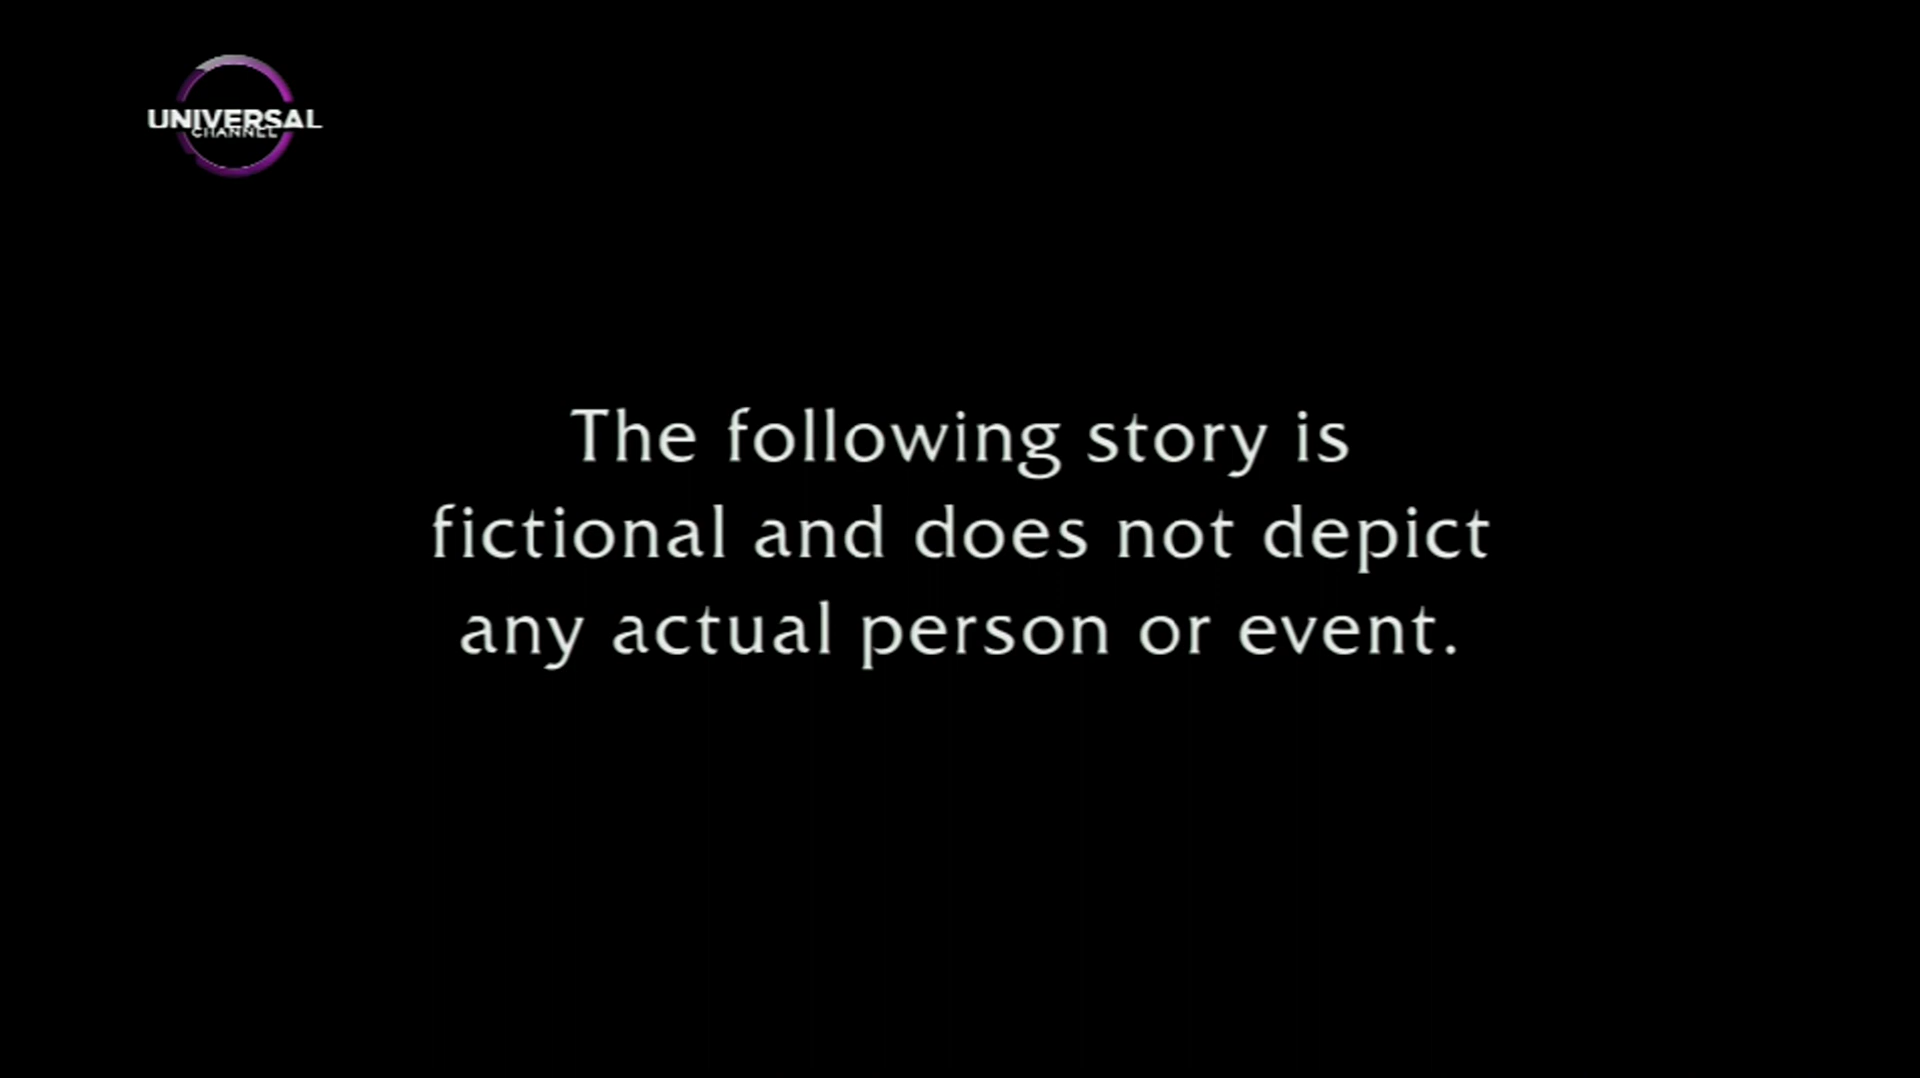 UNIVERSAL
CHANNEL
The following story is
fictional and does not depict
any actual person or event.